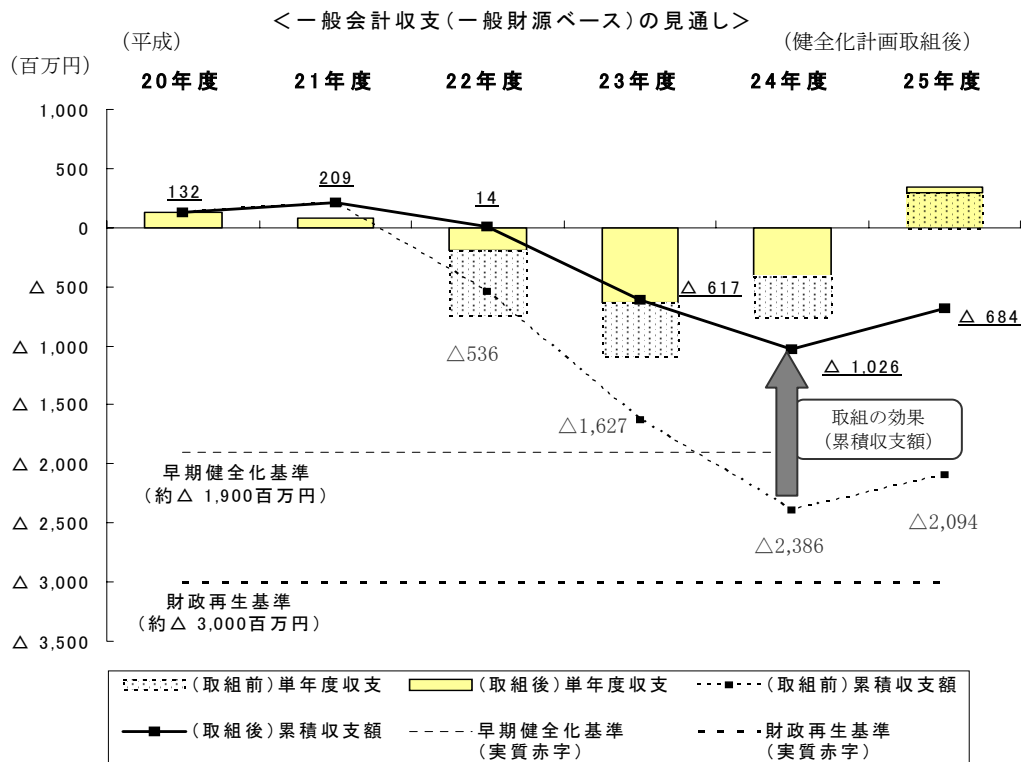 ＜一般会計収支（一般財源ベース）の見通し＞
（平成）
（健全化計画取組後）
（百万円）
20年度 21年度 22年度 23年度 24年度 25年度
1,000
500
0
△ 500
△ 1,000
△ 1,500
△ 2,000
△ 2,500
△ 3,000
△ 3,500
132
209
14
△ 617
△ 1,026
△ 684
△536
△1,627
△2,386
△2,094
取組の効果
（累積収支額）
早期健全化基準
（約△ 1,900百万円）
財政再生基準
（約△ 3,000百万円）
（取組前）単年度収支 （取組後）単年度収支 （取組前）累積収支額
（取組後）累積収支額 早期健全化基準 財政再生基準
（実質赤字） （実質赤字）